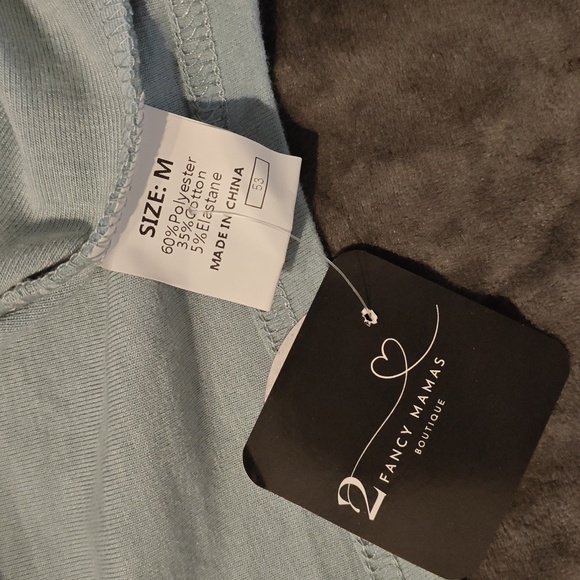 SIZE: M
60%Polyester
35%Cotton
5%Elastane
MADE IN CHINA
53
2 FANCY MAMAS
BOUTIQUE